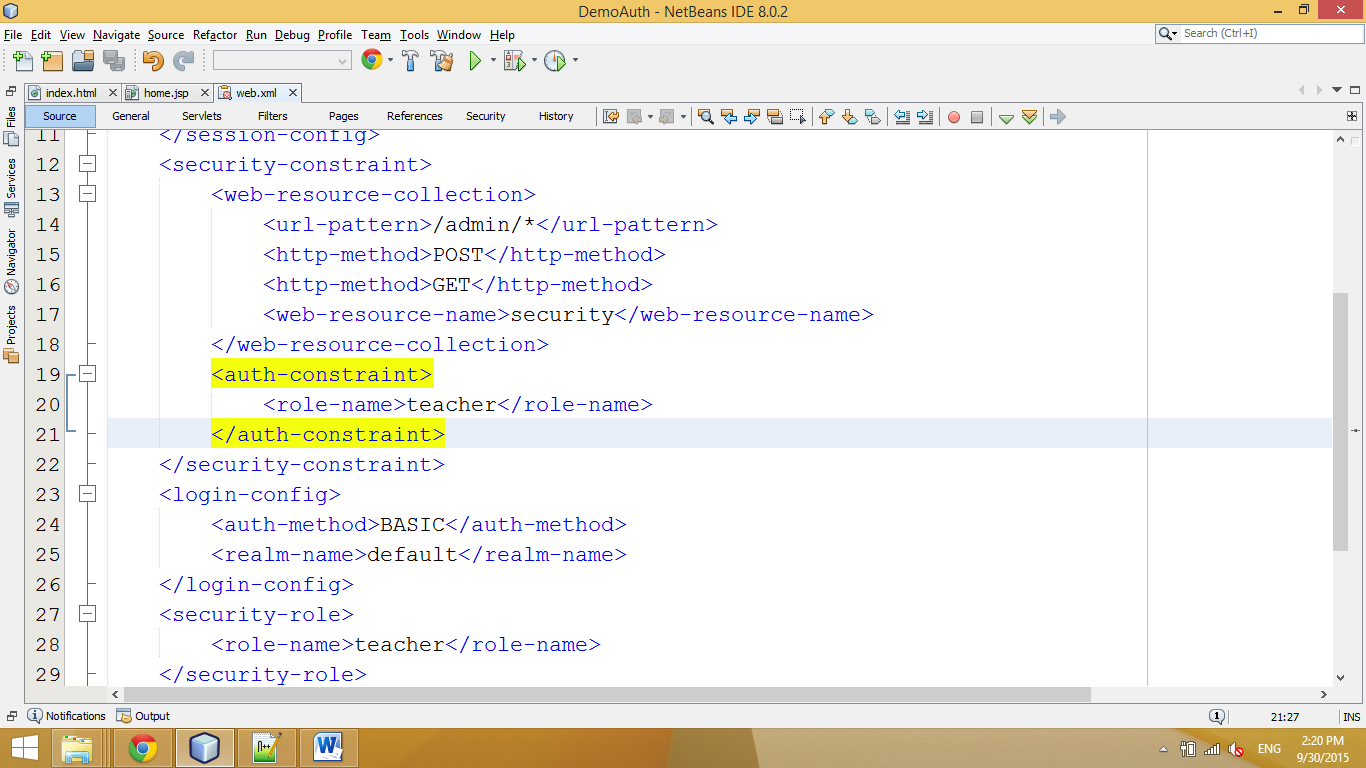 DemoAuth - NetBeans IDE 8.0.2
File Edit View Navigate Source Refactor Run Debug Profile Team Tools Window Help
Search (Ctrl+I)
index.html home.jsp web.xml
Source General Servlets Filters Pages References Security History
Files
Services
Navigator
Projects
11 </session-config>
12 <security-constraint>
13 <web-resource-collection>
14 <url-pattern>/admin/*</url-pattern>
15 <http-method>POST</http-method>
16 <http-method>GET</http-method>
17 <web-resource-name>security</web-resource-name>
18 </web-resource-collection>
19 <auth-constraint>
20 <role-name>teacher</role-name>
21 </auth-constraint>
22 </security-constraint>
23 <login-config>
24 <auth-method>BASIC</auth-method>
25 <realm-name>default</realm-name>
26 </login-config>
27 <security-role>
28 <role-name>teacher</role-name>
29 </security-role>
Notifications Output
1 21:27 INS
ENG 2:20 PM
9/30/2015